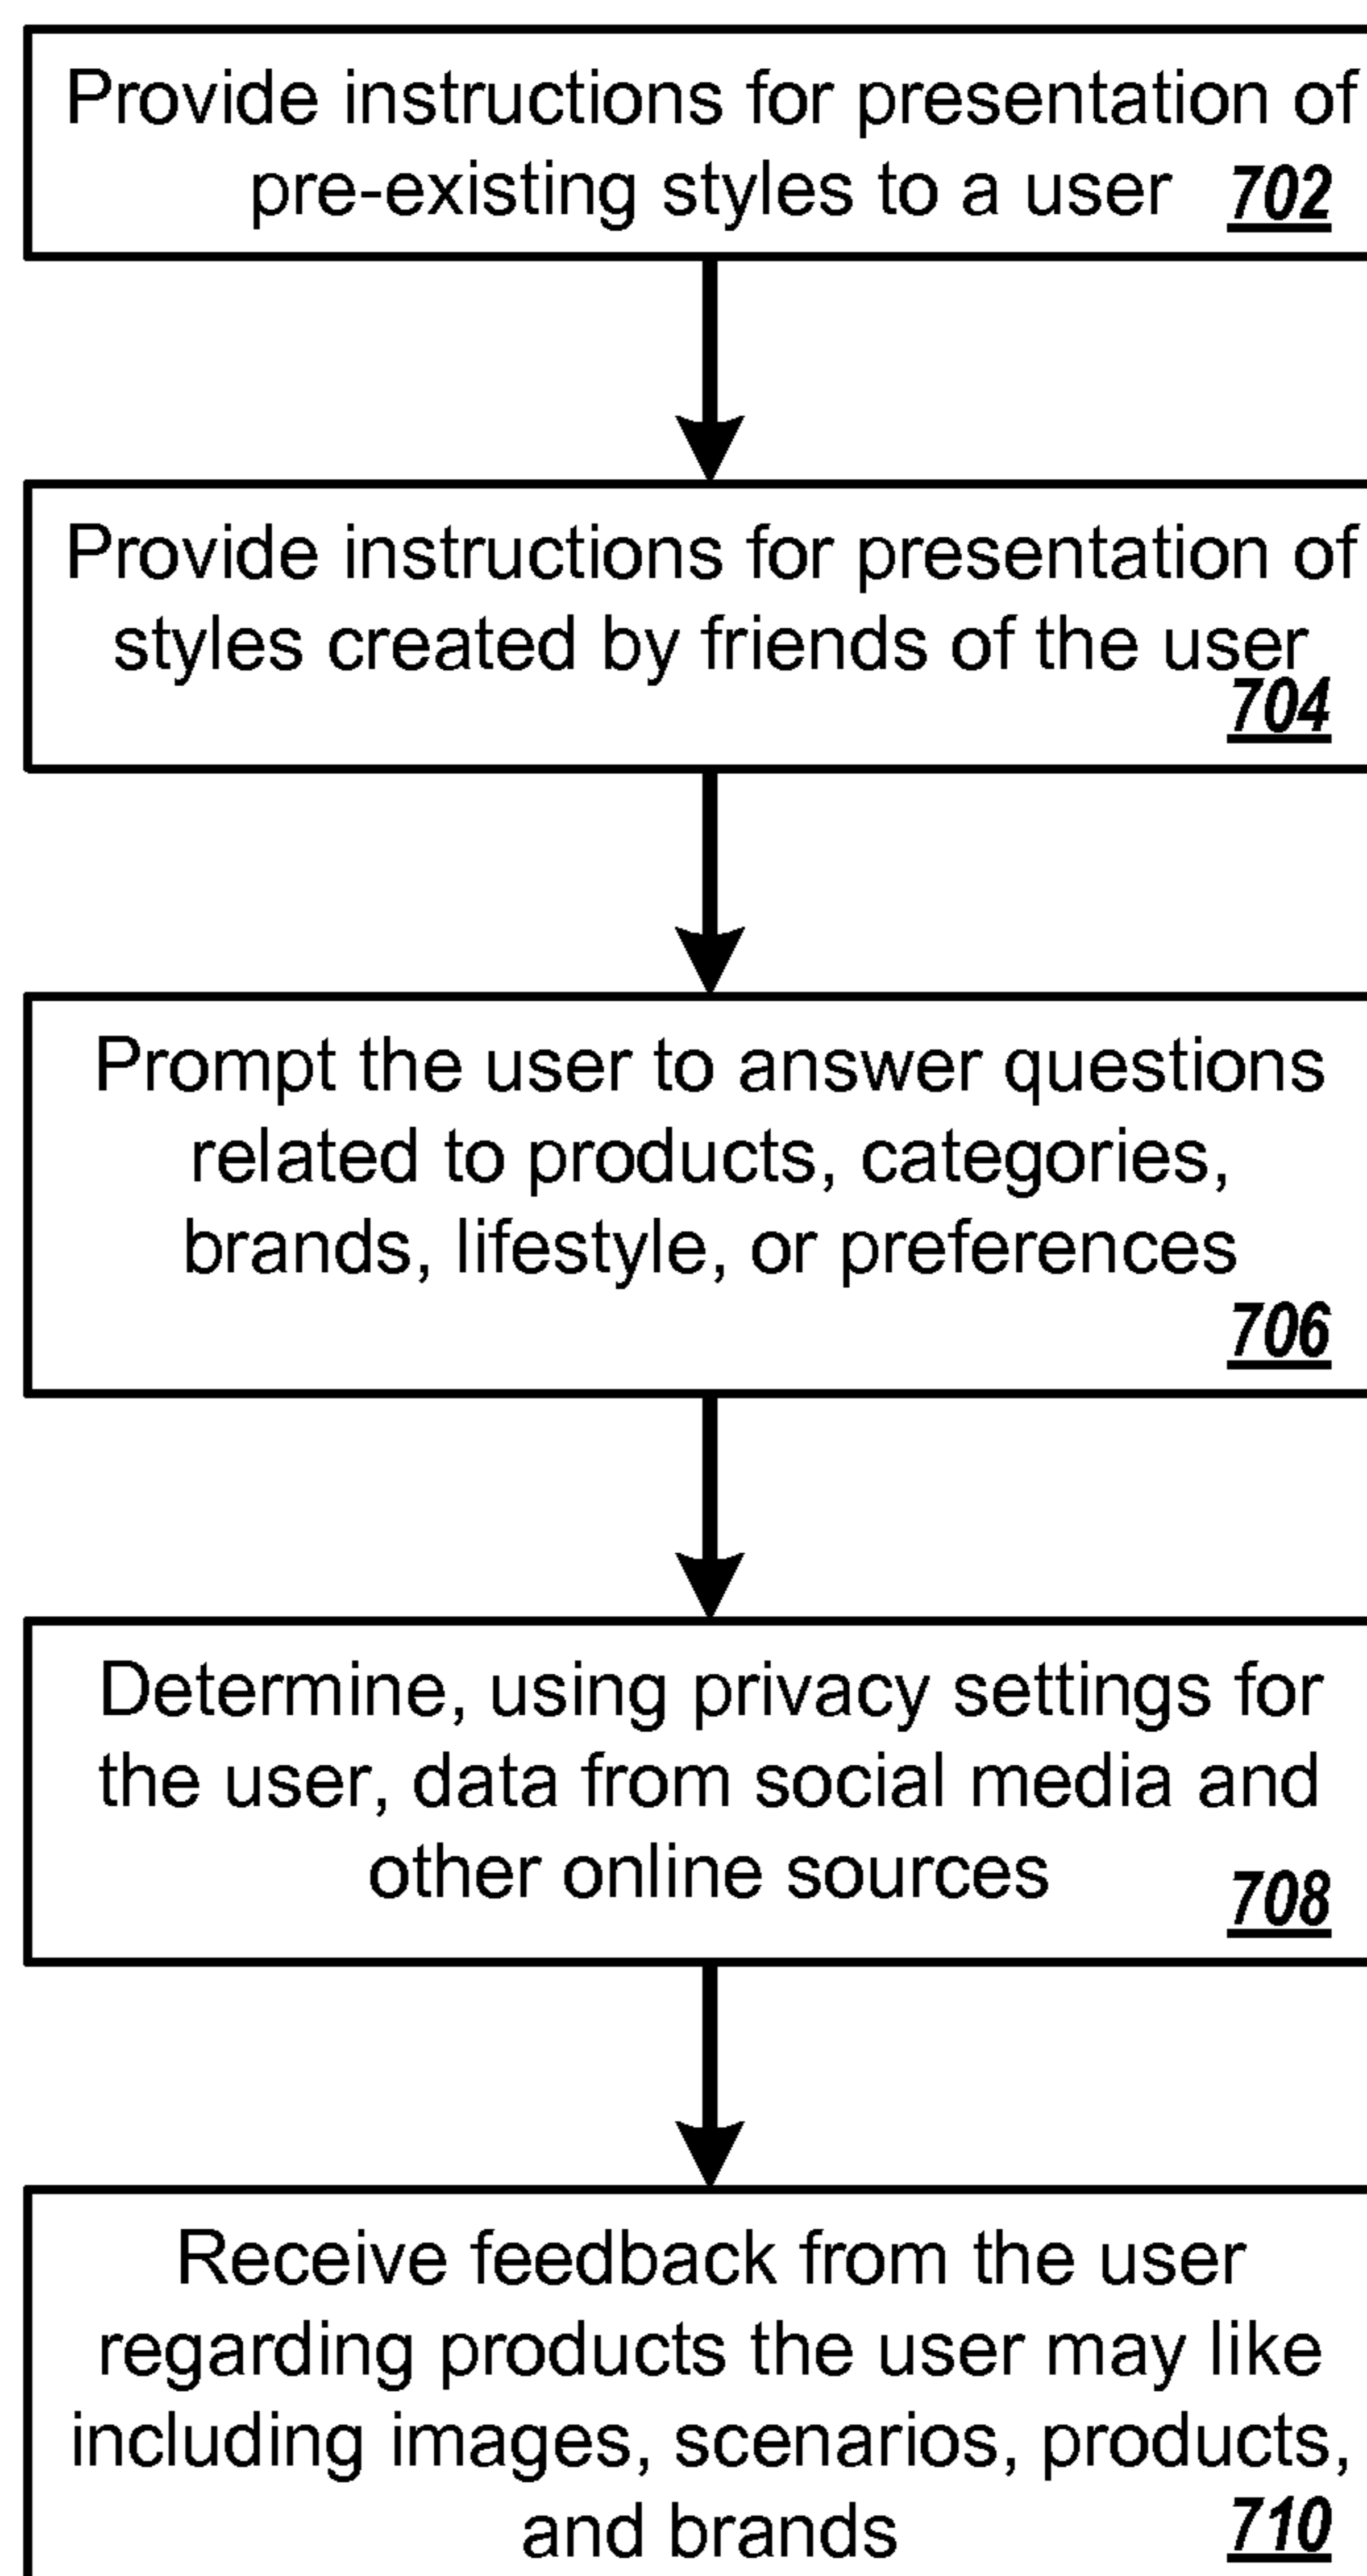 Provide instructions for presentation of
pre-existing styles to a user 702
Provide instructions for presentation of
styles created by friends of the user
704
Prompt the user to answer questions
related to products, categories,
brands, lifestyle, or preferences
706
Determine, using privacy settings for
the user, data from social media and
other online sources 708
Receive feedback from the user
regarding products the user may like
including images, scenarios, products,
and brands 710